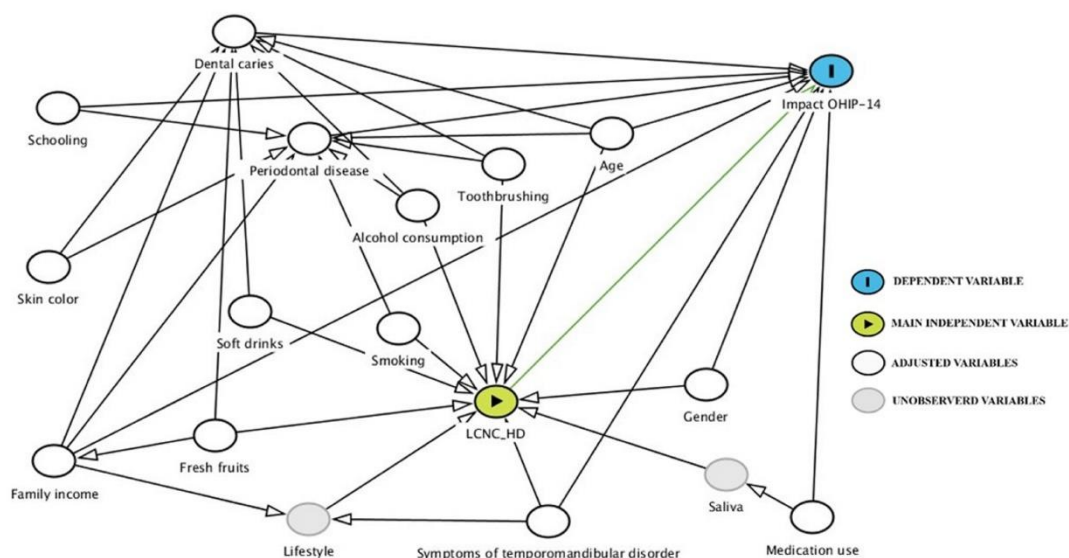 Dental caries
Impact OHIP-14
Schooling
Periodontal disease
Age
Toothbrushing
Alcohol consumption
Skin color
DEPENDENT VARIABLE
MAIN INDEPENDENT VARIABLE
Soft drinks
Smoking
ADJUSTED VARIABLES
UNOBSERVERD VARIABLES
Gender
LCNC_HD
Fresh fruits
Family income
Saliva
Lifestyle
Symptoms of temporomandibular disorder
Medication use